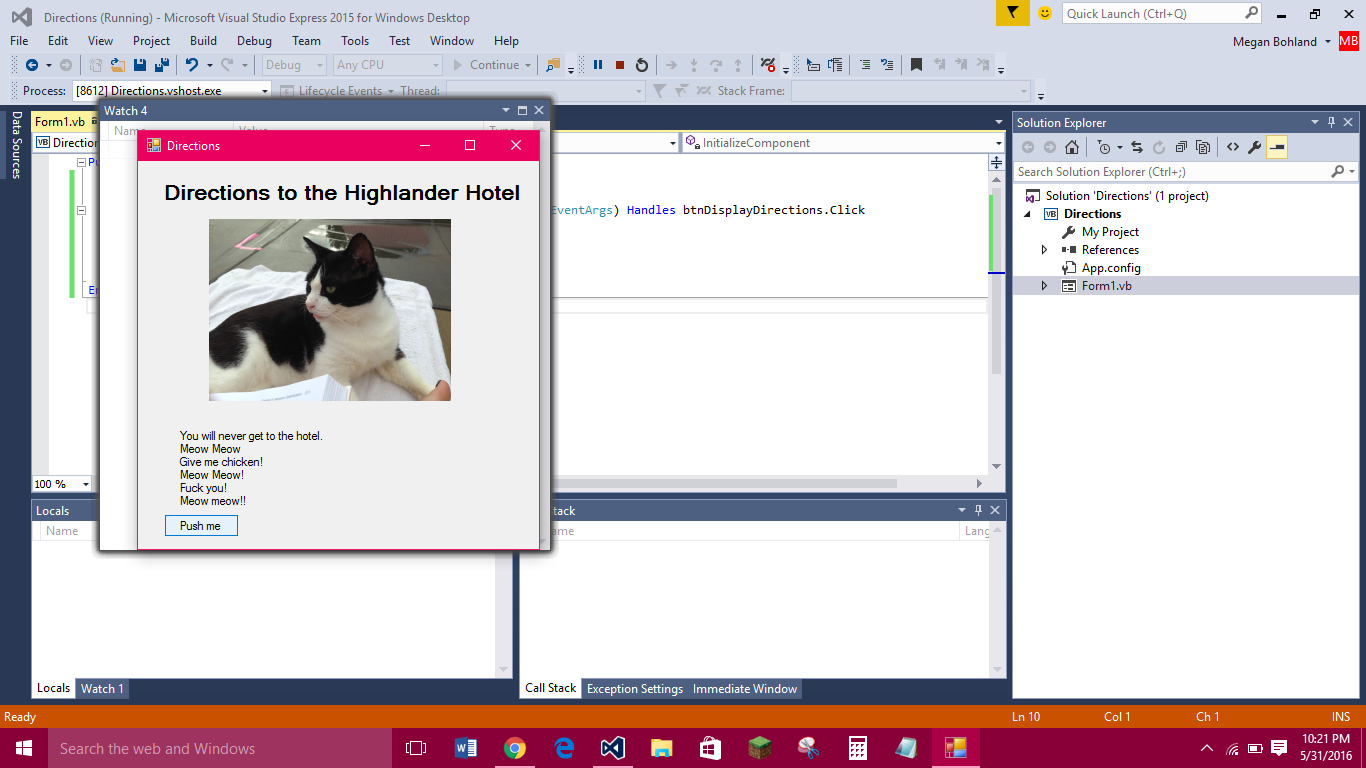 Directions (Running) - Microsoft Visual Studio Express 2015 for Windows Desktop
Quick Launch (Ctrl+Q)
File Edit View Project Build Debug Team Tools Test Window Help
Megan Bohland MB
Debug Any CPU Continue
Process: [8612] Directions.vshost.exe Lifecycle Events Thread: Stack Frame:
Data Sources
Form1.vb
VB Direction
InitializeComponent
Pu
EventArgs) Handles btnDisplayDirections.Click
En
100 %
Watch 4
Name Value Type
Directions
Directions to the Highlander Hotel
You will never get to the hotel.
Meow Meow
Give me chicken!
Meow Meow!
Fuck you!
Meow meow!!
Push me
Solution Explorer
Search Solution Explorer (Ctrl+;)
Solution 'Directions' (1 project)
VB Directions
My Project
References
App.config
Form1.vb
Locals
Name
Locals Watch 1
tack
ame Lang
Call Stack Exception Settings Immediate Window
Ready Ln 10 Col 1 Ch 1 INS
Search the web and Windows
10:21 PM
5/31/2016